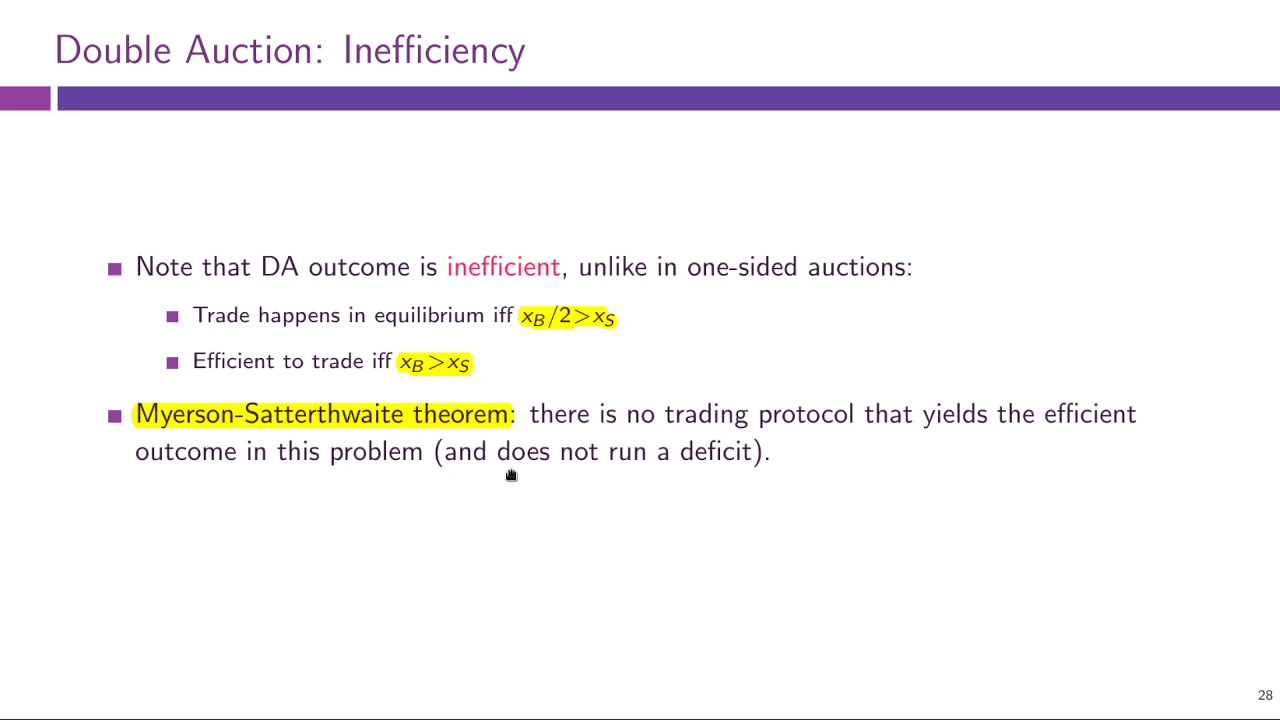 Double Auction: Inefficiency
Note that DA outcome is inefficient, unlike in one-sided auctions:
Trade happens in equilibrium iff x_B/2>x_S
Efficient to trade iff x_B>x_S
Myerson-Satterthwaite theorem: there is no trading protocol that yields the efficient
outcome in this problem (and does not run a deficit).
28